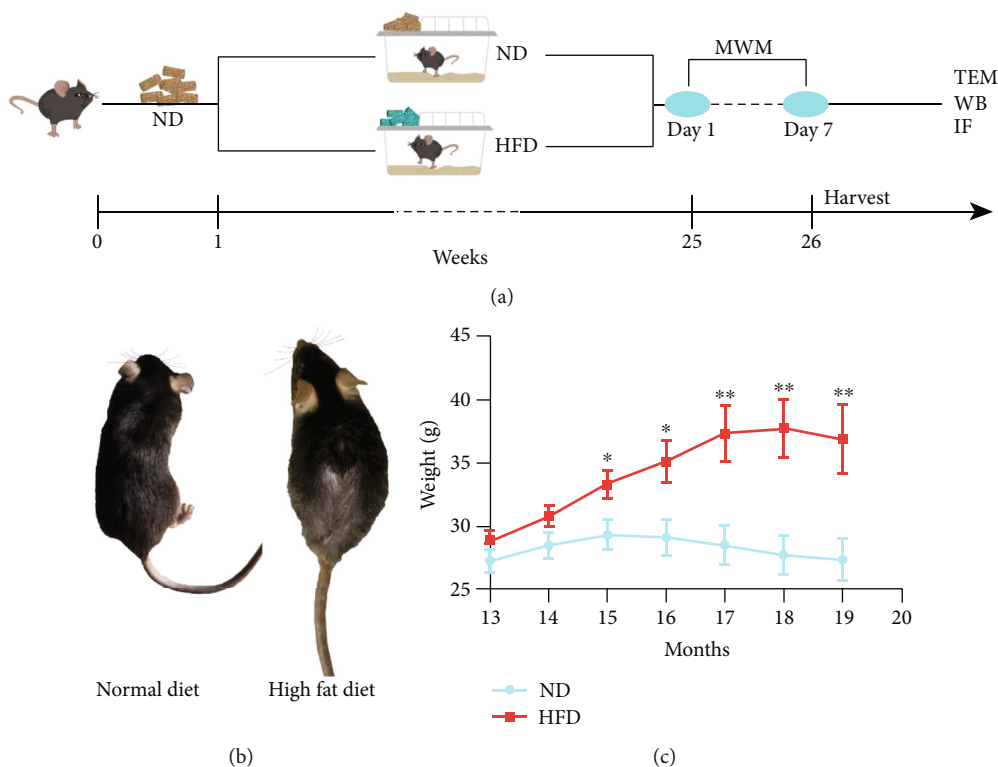 MWM
ND
ND
HFD
Day 1
Day 7
TEM
WB
IF
Harvest
0
1
25
26
Weeks
(a)
Normal diet
High fat diet
(b)
45
40
35
30
25
Weight (g)
*
*
**
**
**
13
14
15
16
17
18
19
20
Months
ND
HFD
(c)